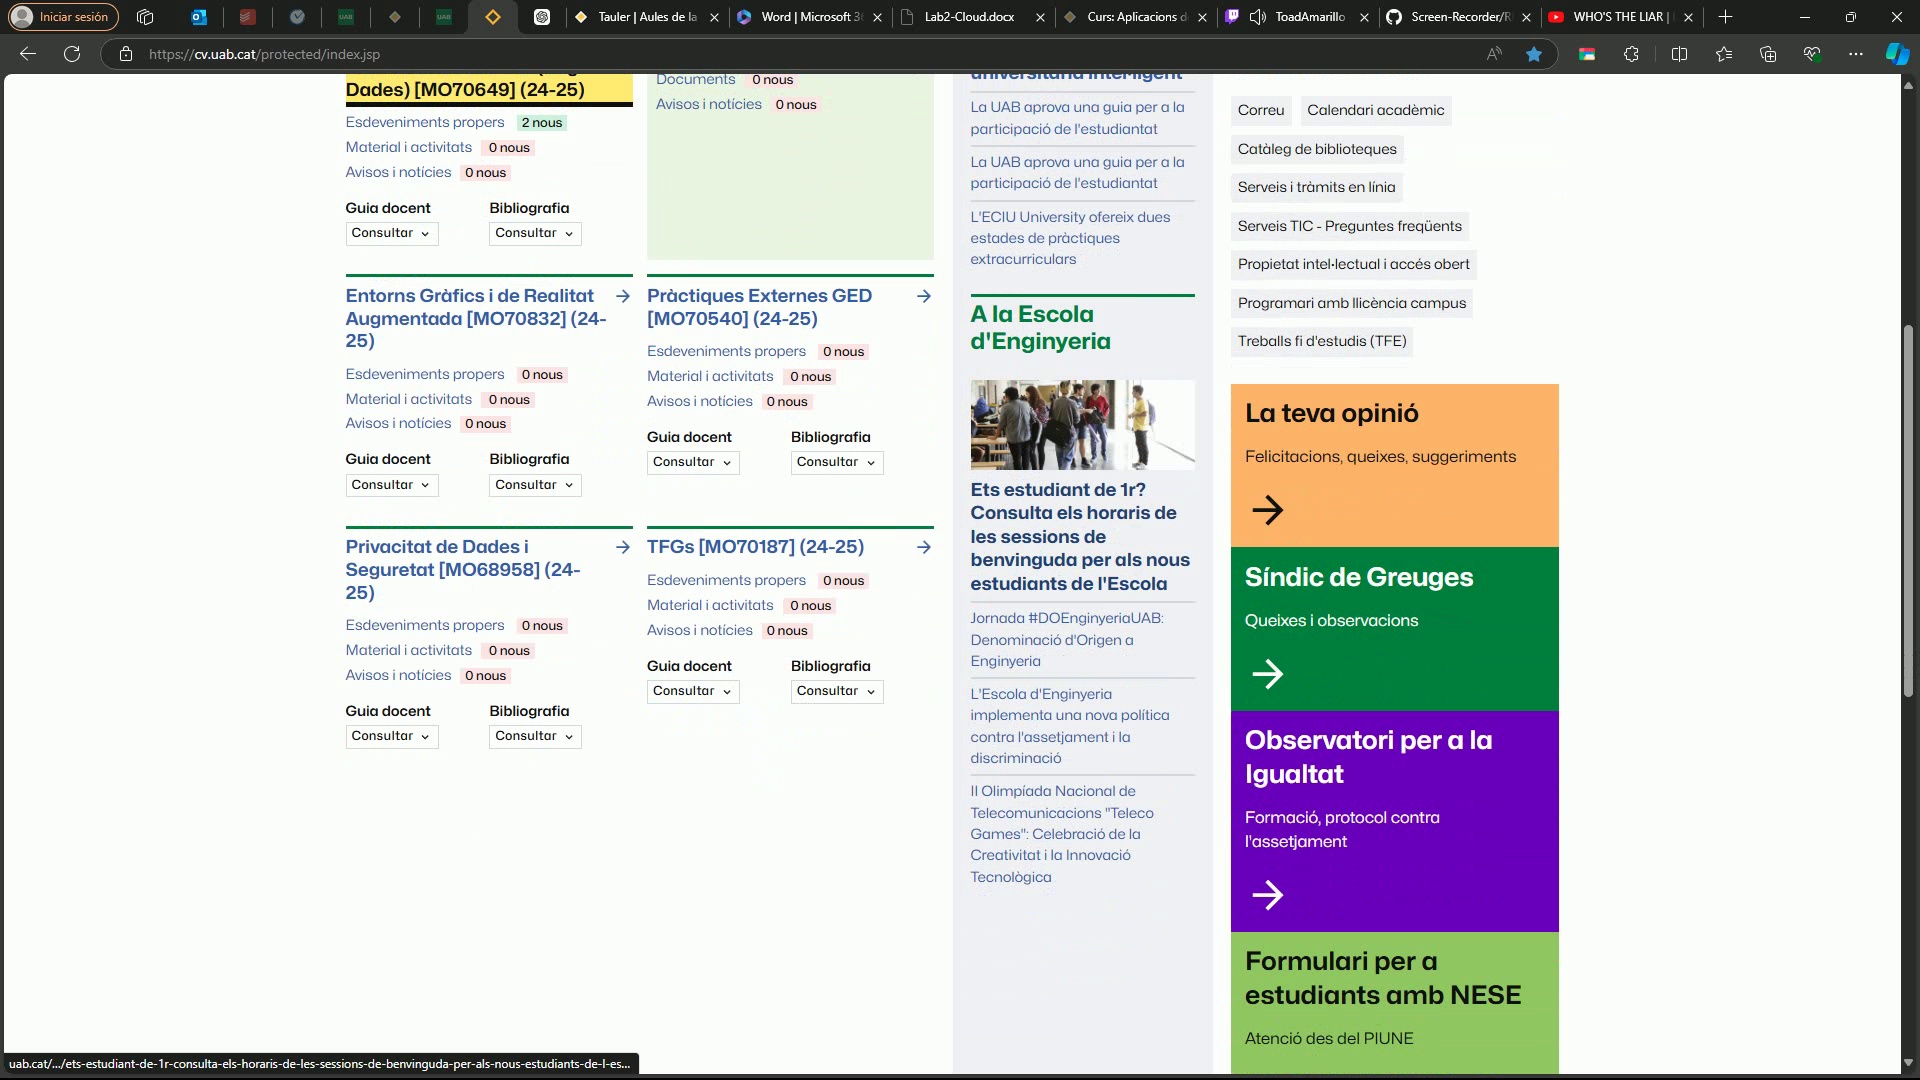 Iniciar sesión
Tauler | Aules de la
Word | Microsoft 3
Lab2-Cloud.docx
Curs: Aplicacions d
ToadAmarillo
Screen-Recorder/R
WHO'S THE LIAR |
https://cv.uab.cat/protected/index.jsp
Dades) [MO70649] (24-25)
Esdeveniments propers 2 nous
Material i activitats 0 nous
Avisos i notícies 0 nous
Guia docent Bibliografia
Consultar Consultar
Documents 0 nous
Avisos i notícies 0 nous
Entorns Gràfics i de Realitat
Augmentada [MO70832] (24-
25)
Esdeveniments propers 0 nous
Material i activitats 0 nous
Avisos i notícies 0 nous
Guia docent Bibliografia
Consultar Consultar
Pràctiques Externes GED
[MO70540] (24-25)
Esdeveniments propers 0 nous
Material i activitats 0 nous
Avisos i notícies 0 nous
Guia docent Bibliografia
Consultar Consultar
Privacitat de Dades i
Seguretat [MO68958] (24-
25)
Esdeveniments propers 0 nous
Material i activitats 0 nous
Avisos i notícies 0 nous
Guia docent Bibliografia
Consultar Consultar
TFGs [MO70187] (24-25)
Esdeveniments propers 0 nous
Material i activitats 0 nous
Avisos i notícies 0 nous
Guia docent Bibliografia
Consultar Consultar
universitària intel·ligent
La UAB aprova una guia per a la
participació de l'estudiantat
La UAB aprova una guia per a la
participació de l'estudiantat
L'ECIU University ofereix dues
estades de pràctiques
extracurriculars
A la Escola
d'Enginyeria
Ets estudiant de 1r?
Consulta els horaris de
les sessions de
benvinguda per als nous
estudiants de l'Escola
Jornada #DOEnginyeriaUAB:
Denominació d'Origen a
Enginyeria
L'Escola d'Enginyeria
implementa una nova política
contra l'assetjament i la
discriminació
II Olimpíada Nacional de
Telecomunicacions "Teleco
Games": Celebració de la
Creativitat i la Innovació
Tecnològica
Correu Calendari acadèmic
Catàleg de biblioteques
Serveis i tràmits en línia
Serveis TIC - Preguntes freqüents
Propietat intel·lectual i accés obert
Programari amb llicència campus
Treballs fi d'estudis (TFE)
La teva opinió
Felicitacions, queixes, suggeriments
Síndic de Greuges
Queixes i observacions
Observatori per a la
Igualtat
Formació, protocol contra
l'assetjament
Formulari per a
estudiants amb NESE
Atenció des del PIUNE
uab.cat/.../ets-estudiant-de-1r-consulta-els-horaris-de-les-sessions-de-benvinguda-per-als-nous-estudiants-de-l-es...